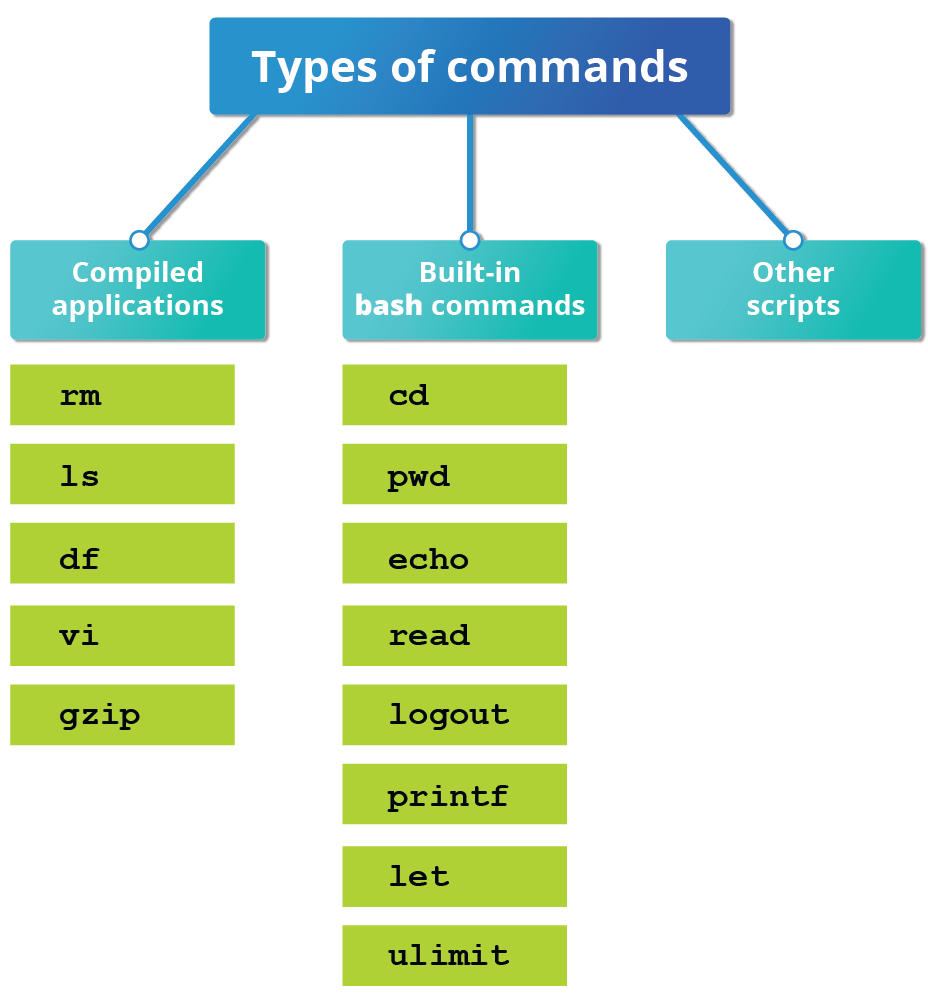 Types of commands
Compiled
applications
rm
ls
df
vi
gzip
Built-in
bash commands
cd
pwd
echo
read
logout
printf
let
ulimit
Other
scripts